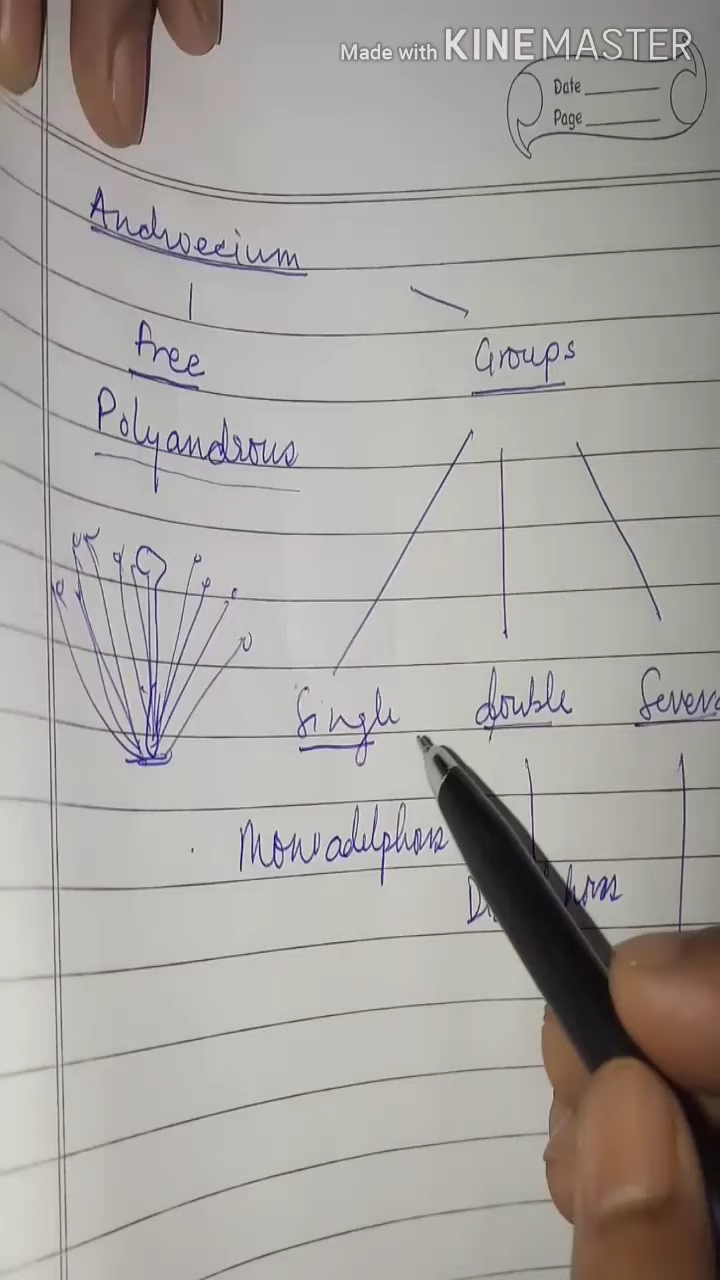 Made with KINEMASTER
Date
Page
Androecium
Free
Groups
Polyandrous
Single
double
Monoadelphous